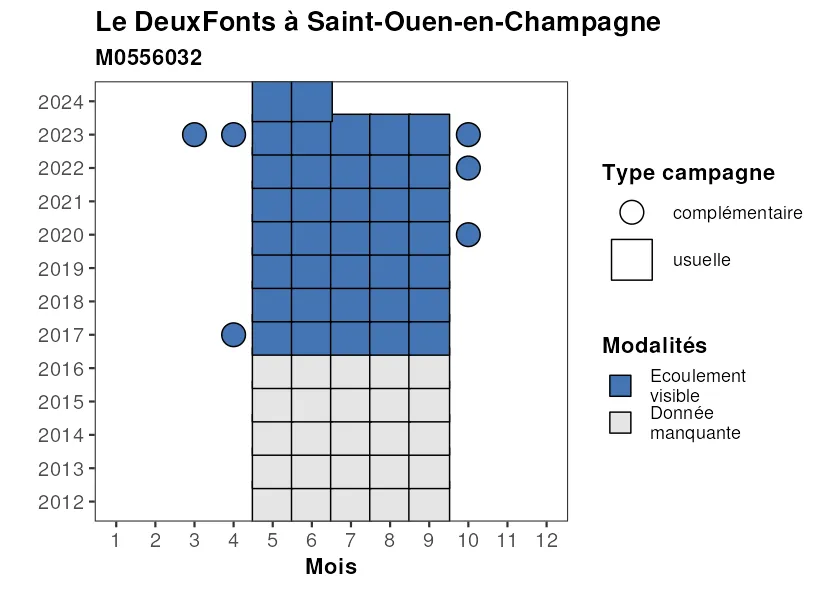 Le DeuxFonts à Saint-Ouen-en-Champagne
M0556032
2024
2023
2022
2021
2020
2019
2018
2017
2016
2015
2014
2013
2012
1 2 3 4 5 6 7 8 9 10 11 12
Mois
Type campagne
complémentaire
usuelle
Modalités
Ecoulement
visible
Donnée
manquante